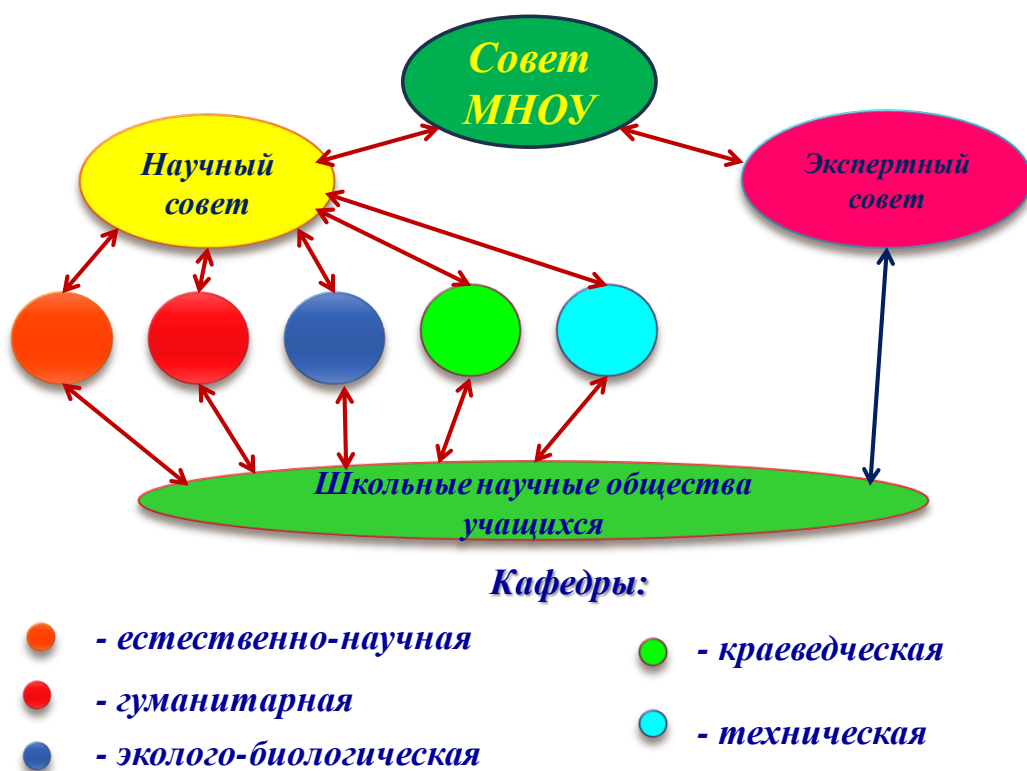 Совет
МНОУ
Научный
совет
Экспертный
совет
Школьные научные общества
учащихся
Кафедры:
- естественно-научная
- гуманитарная
- эколого-биологическая
- краеведческая
- техническая